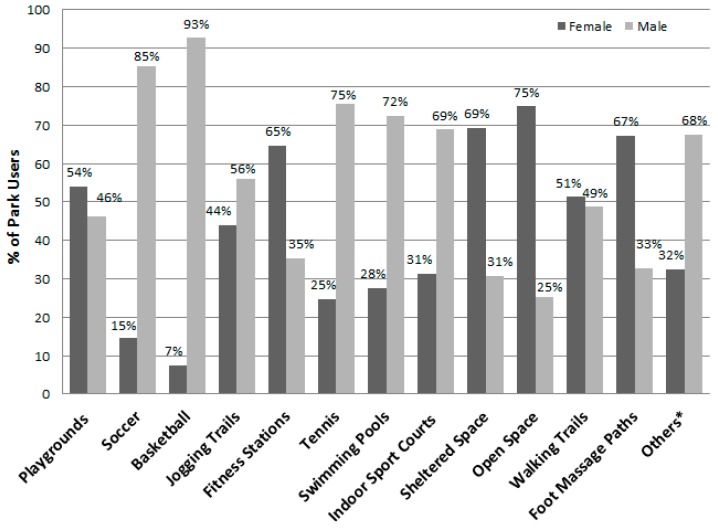 Female Male
% of Park Users
100
90
80
70
60
50
40
30
20
10
0
54% 46%
15% 85%
7% 93%
44% 56%
65% 35%
25% 75%
28% 72%
31% 69%
69% 31%
75% 25%
51% 49%
67% 33%
32% 68%
Playgrounds
Soccer
Basketball
Jogging Trails
Fitness Stations
Tennis
Swimming Pools
Indoor Sport Courts
Sheltered Space
Open Space
Walking Trails
Foot Massage Paths
Others*